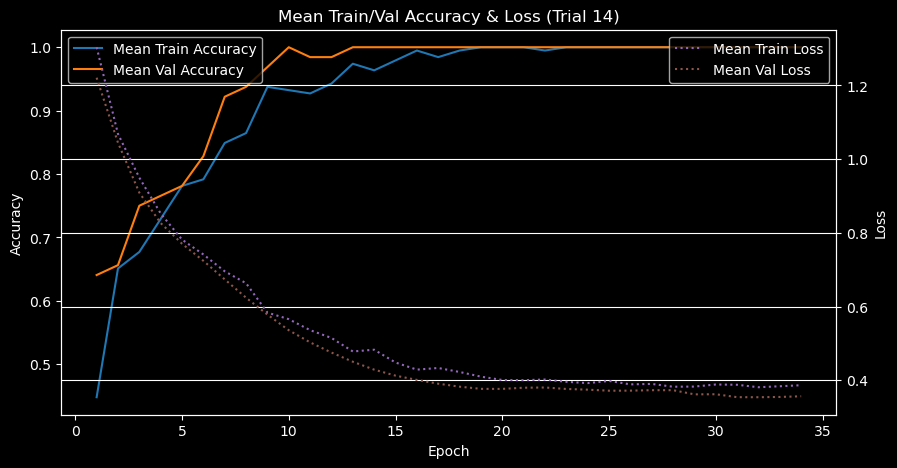 Mean Train/Val Accuracy & Loss (Trial 14)
Mean Train Accuracy
Mean Val Accuracy
Mean Train Loss
Mean Val Loss
Accuracy
1.0
0.9
0.8
0.7
0.6
0.5
1.2
1.0
0.8
0.6
0.4
Loss
0 5 10 15 20 25 30 35
Epoch